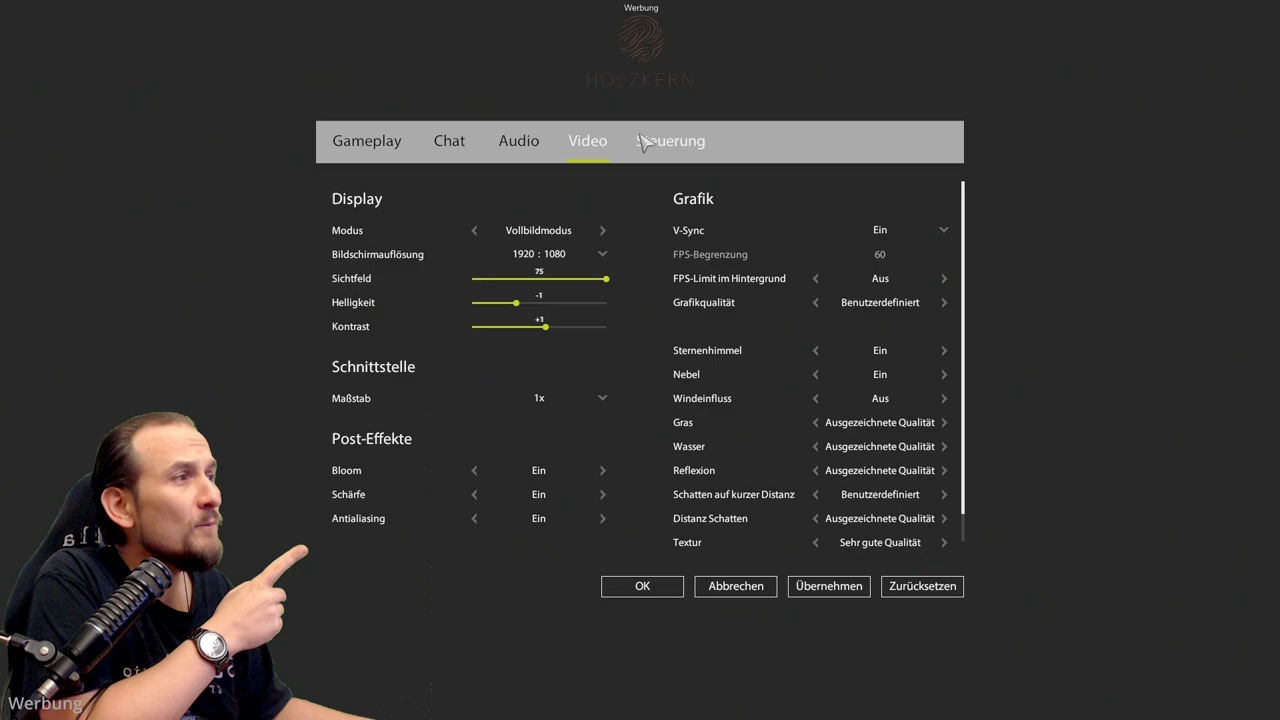 Werbung
HOLZKERN
Gameplay Chat Audio Video Steuerung
Display
Modus Vollbildmodus
Bildschirmauflösung 1920 : 1080
Sichtfeld 75
Helligkeit -1
Kontrast +1
Schnittstelle
Maßstab 1x
Post-Effekte
Bloom Ein
Schärfe Ein
Antialiasing Ein
Grafik
V-Sync Ein
FPS-Begrenzung 60
FPS-Limit im Hintergrund Aus
Grafikqualität Benutzerdefiniert
Sternenhimmel Ein
Nebel Ein
Windeinfluss Aus
Gras Ausgezeichnete Qualität
Wasser Ausgezeichnete Qualität
Reflexion Ausgezeichnete Qualität
Schatten auf kurzer Distanz Benutzerdefiniert
Distanz Schatten Ausgezeichnete Qualität
Textur Sehr gute Qualität
OK Abbrechen Übernehmen Zurücksetzen
Werbung